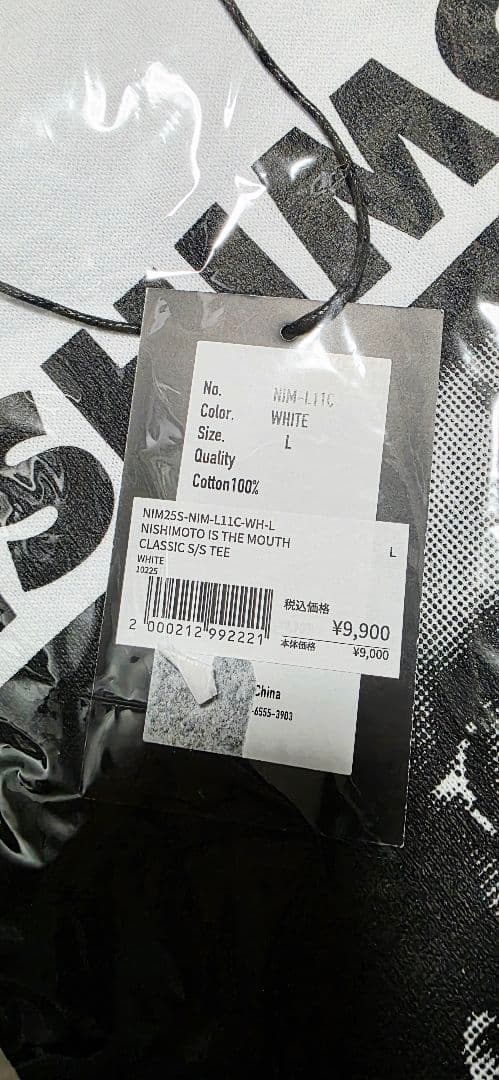 SHIMO
No. NIM-L11C
Color. WHITE
Size. L
Quality
Cotton100%
NIM25S-NIM-L11C-WH-L
NISHIMOTO IS THE MOUTH
CLASSIC S/S TEE
L
WHITE
10225
税込価格
¥9,900
本体価格 ¥9,000
2 000212 992221
China
-6555-3903